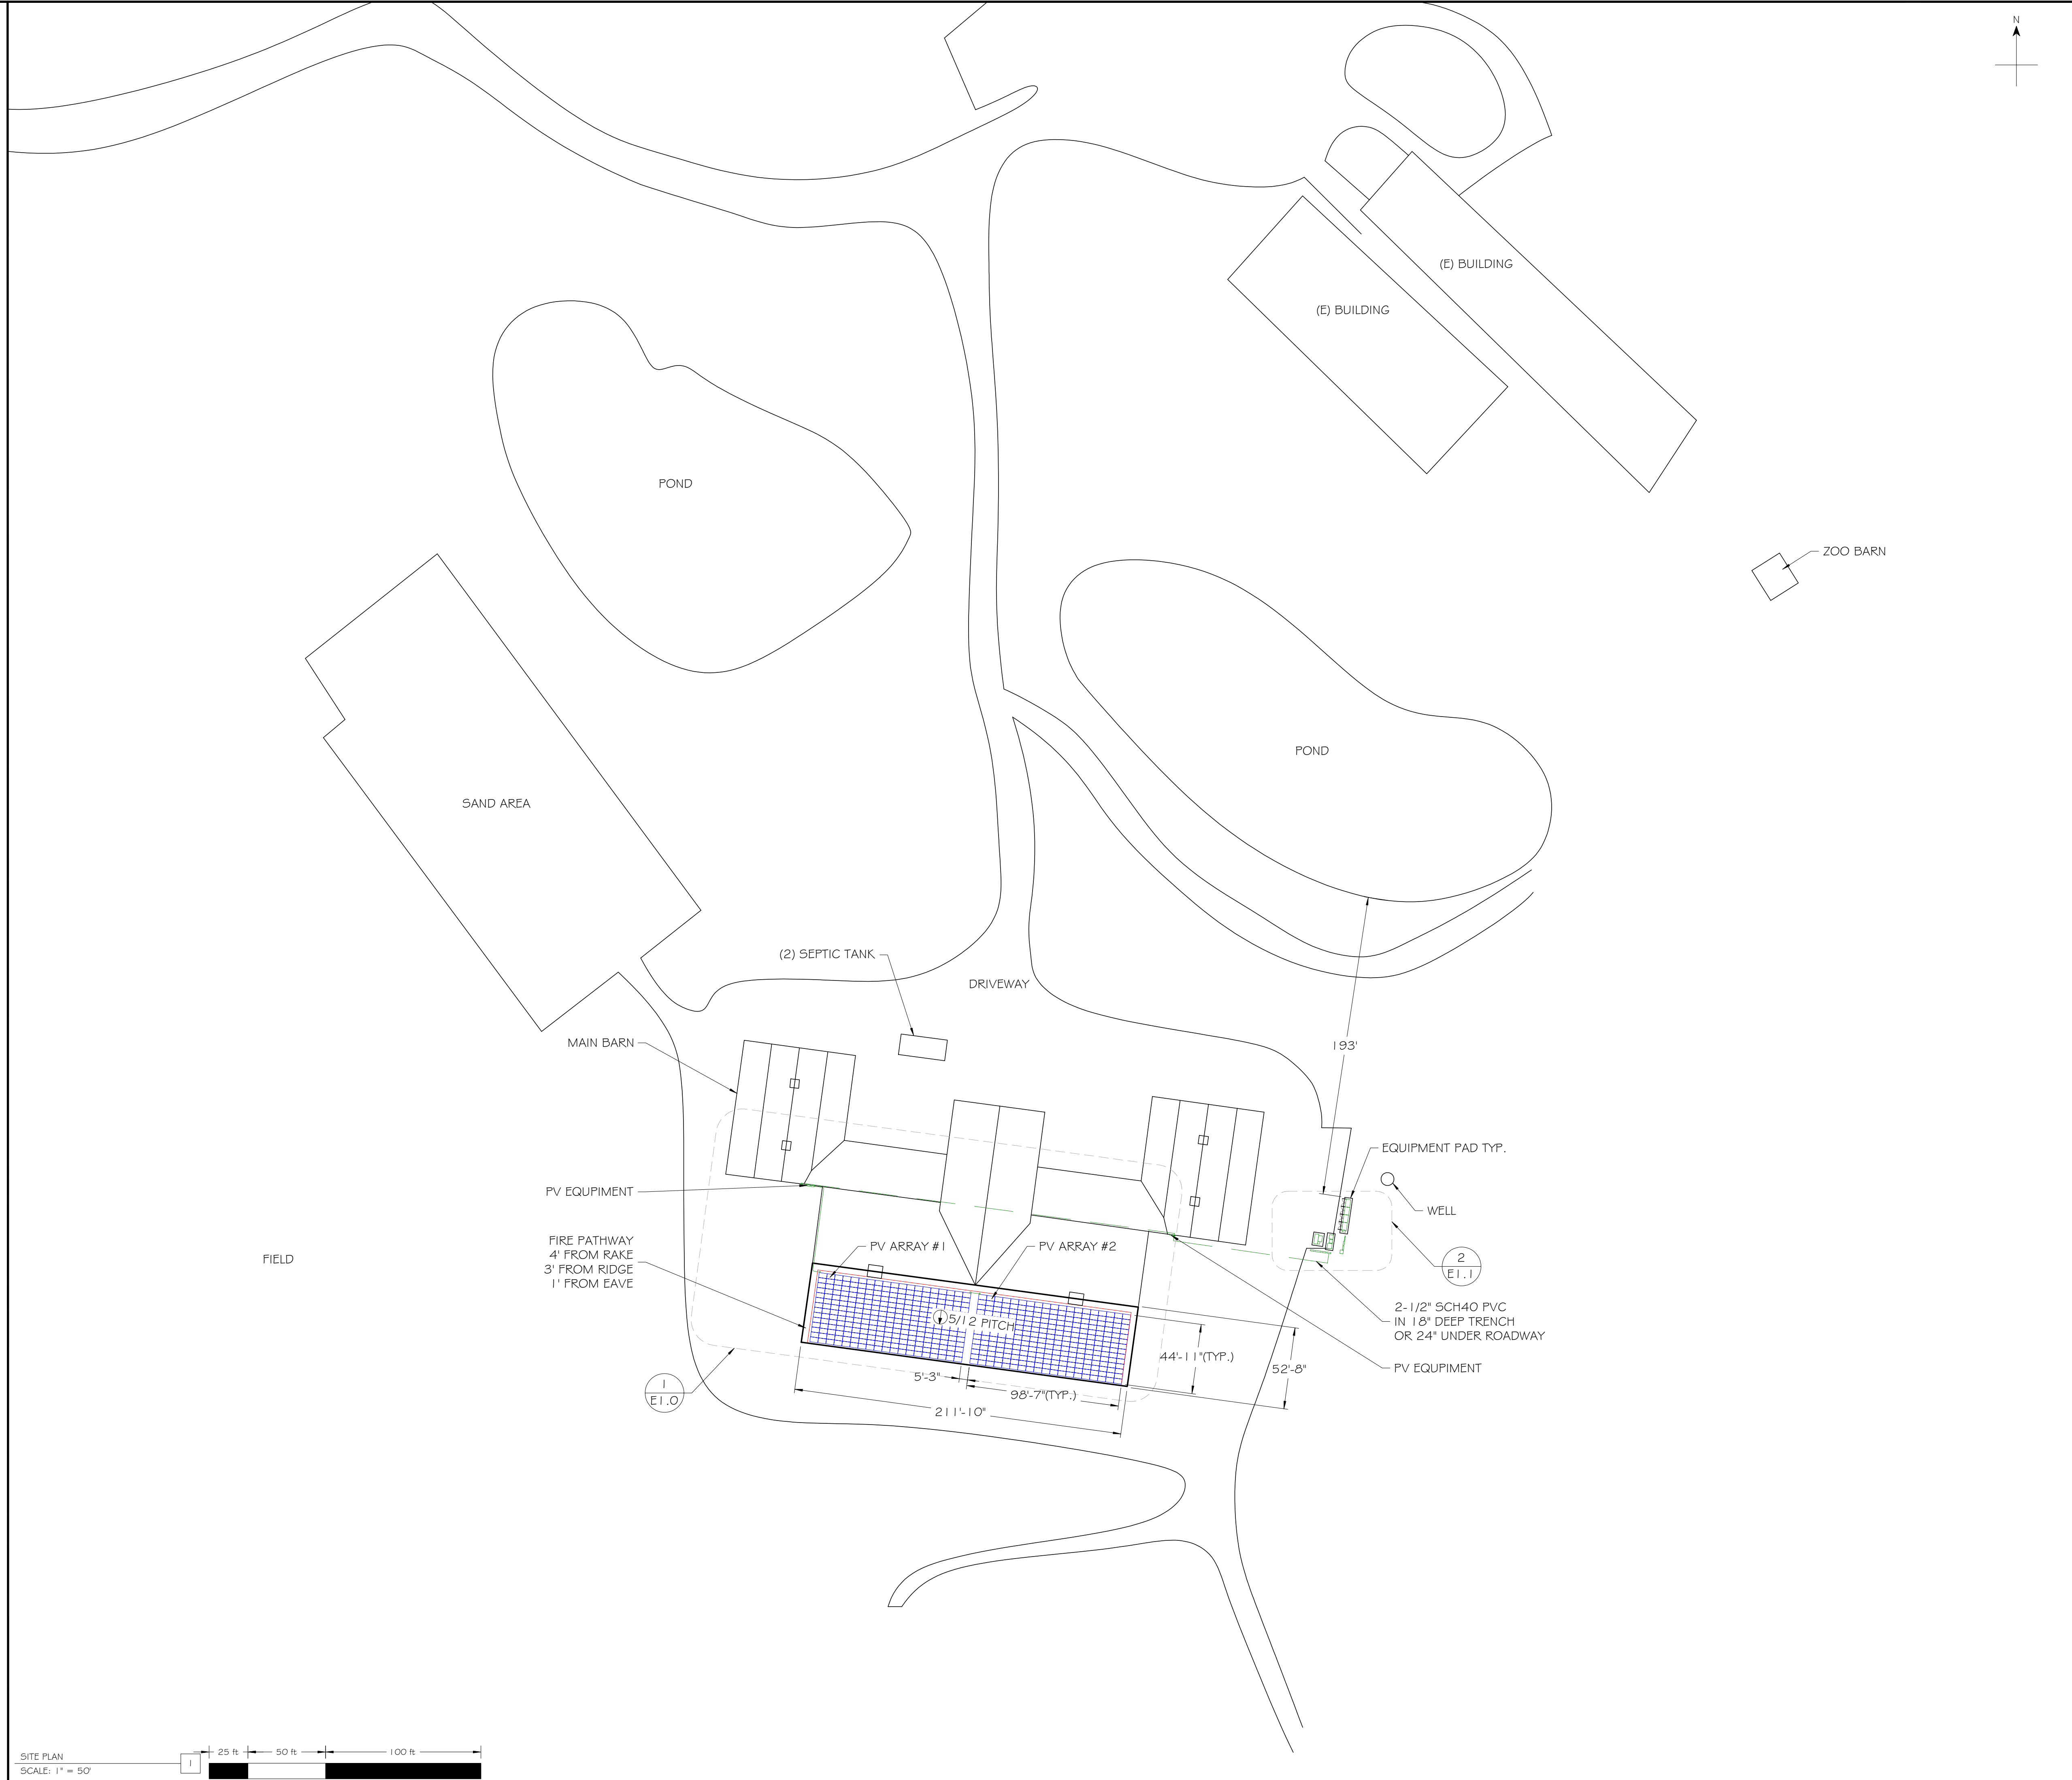 N
(E) BUILDING
(E) BUILDING
POND
ZOO BARN
POND
SAND AREA
(2) SEPTIC TANK
DRIVEWAY
MAIN BARN
193'
EQUIPMENT PAD TYP.
PV EQUPIMENT
WELL
FIRE PATHWAY
4' FROM RAKE
3' FROM RIDGE
1' FROM EAVE
PV ARRAY #1
PV ARRAY #2
FIELD
2
E1.1
2-1/2" SCH40 PVC
IN 18" DEEP TRENCH
OR 24" UNDER ROADWAY
5/12 PITCH
44'-11"(TYP.)
52'-8"
PV EQUPIMENT
5'-3"
98'-7"(TYP.)
211'-10"
1
E1.0
SITE PLAN
SCALE: 1" = 50'
1
25 ft
50 ft
100 ft